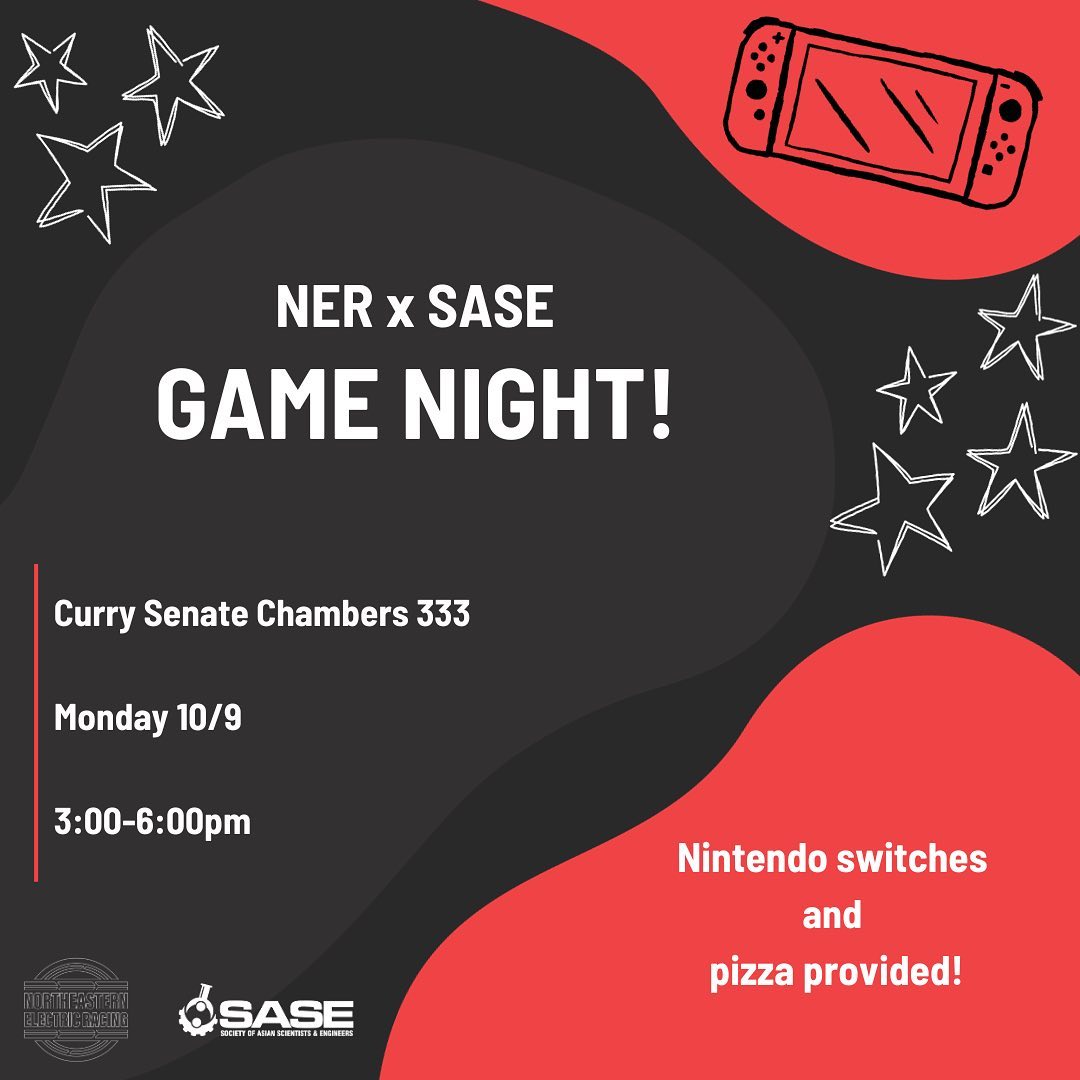 NER x SASE
GAME NIGHT!
Curry Senate Chambers 333
Monday 10/9
3:00-6:00pm
Nintendo switches
and
pizza provided!
NORTHEASTERN
ELECTRIC RACING
SASE
SOCIETY OF ASIAN SCIENTISTS & ENGINEERS